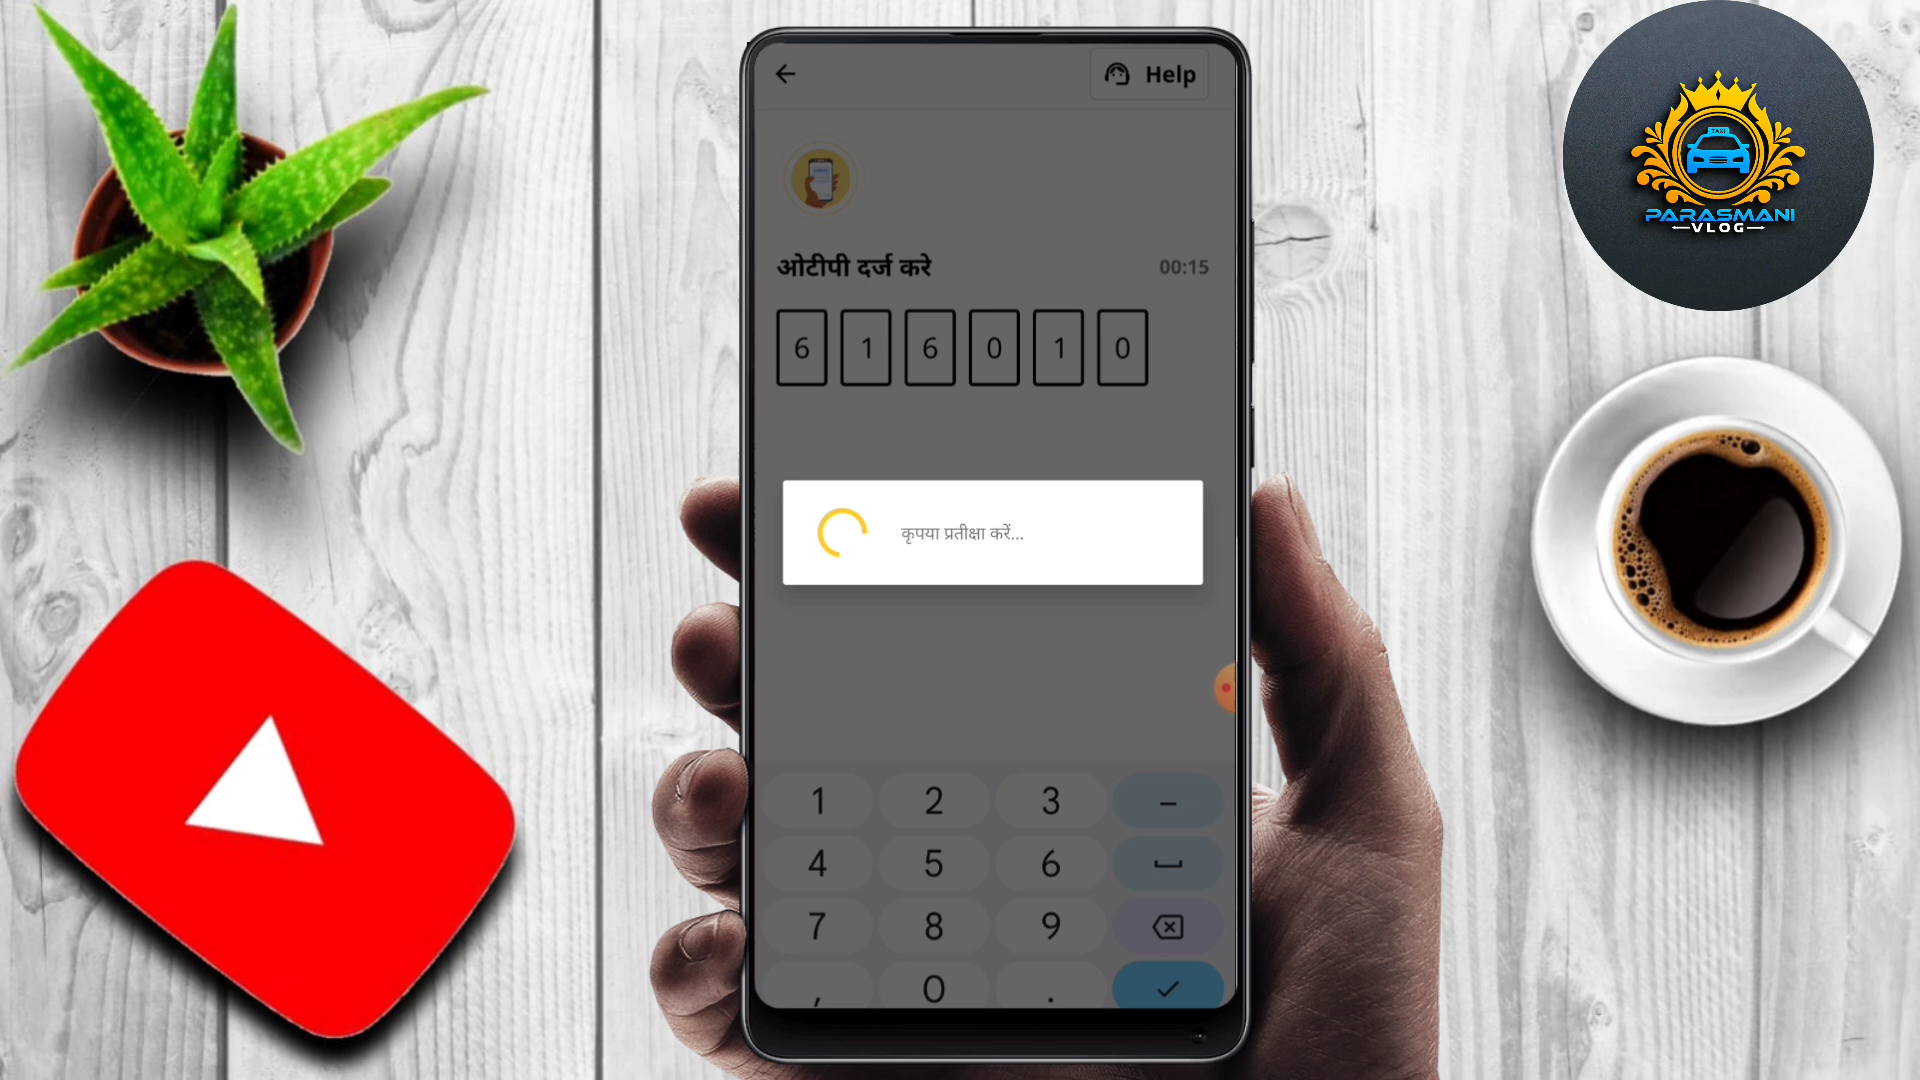 Help
ओटीपी दर्ज करे
00:15
6 1 6 0 1 0
कृपया प्रतीक्षा करें...
1 2 3 –
4 5 6
7 8 9
, 0 .
TAXI
PARASMANI
VLOG